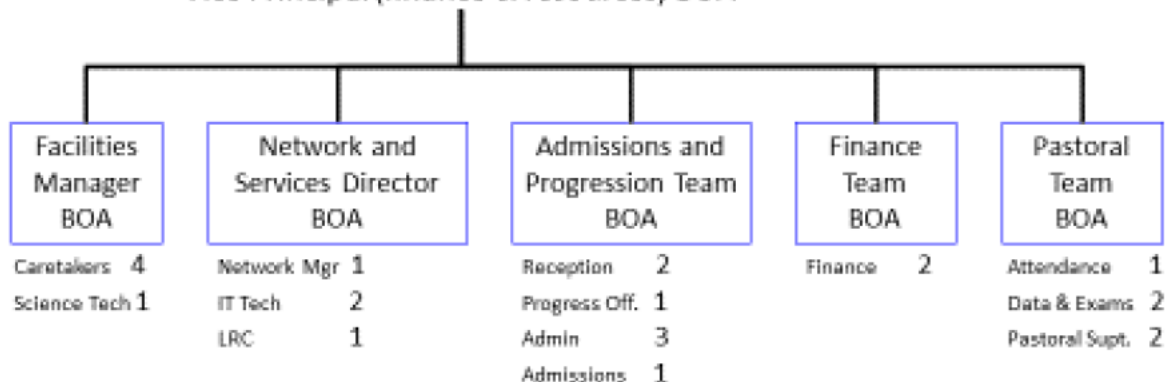 Facilities
Manager
BOA
Caretakers 4
Science Tech 1
Network and
Services Director
BOA
Network Mgr 1
IT Tech 2
LRC 1
Admissions and
Progression Team
BOA
Reception 2
Progress Off. 1
Admin 3
Admissions 1
Finance
Team
BOA
Finance 2
Pastoral
Team
BOA
Attendance 1
Data & Exams 2
Pastoral Supt. 2